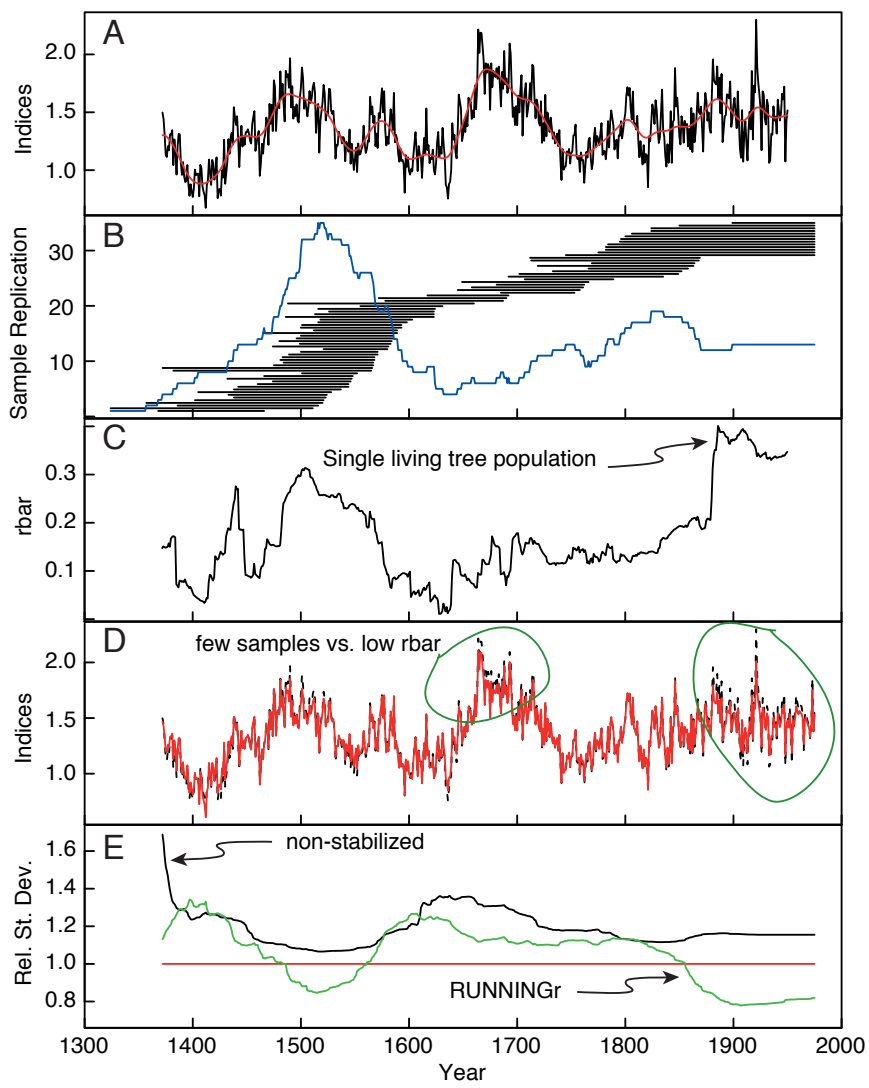 A
2.0
1.5
1.0
Indices
B
30
20
10
Sample Replication
C
Single living tree population
0.3
0.2
0.1
rbar
D
few samples vs. low rbar
2.0
1.5
1.0
Indices
E
non-stabilized
1.6
1.4
1.2
1.0
0.8
Rel. St. Dev.
RUNNINGr
1300 1400 1500 1600 1700 1800 1900 2000
Year